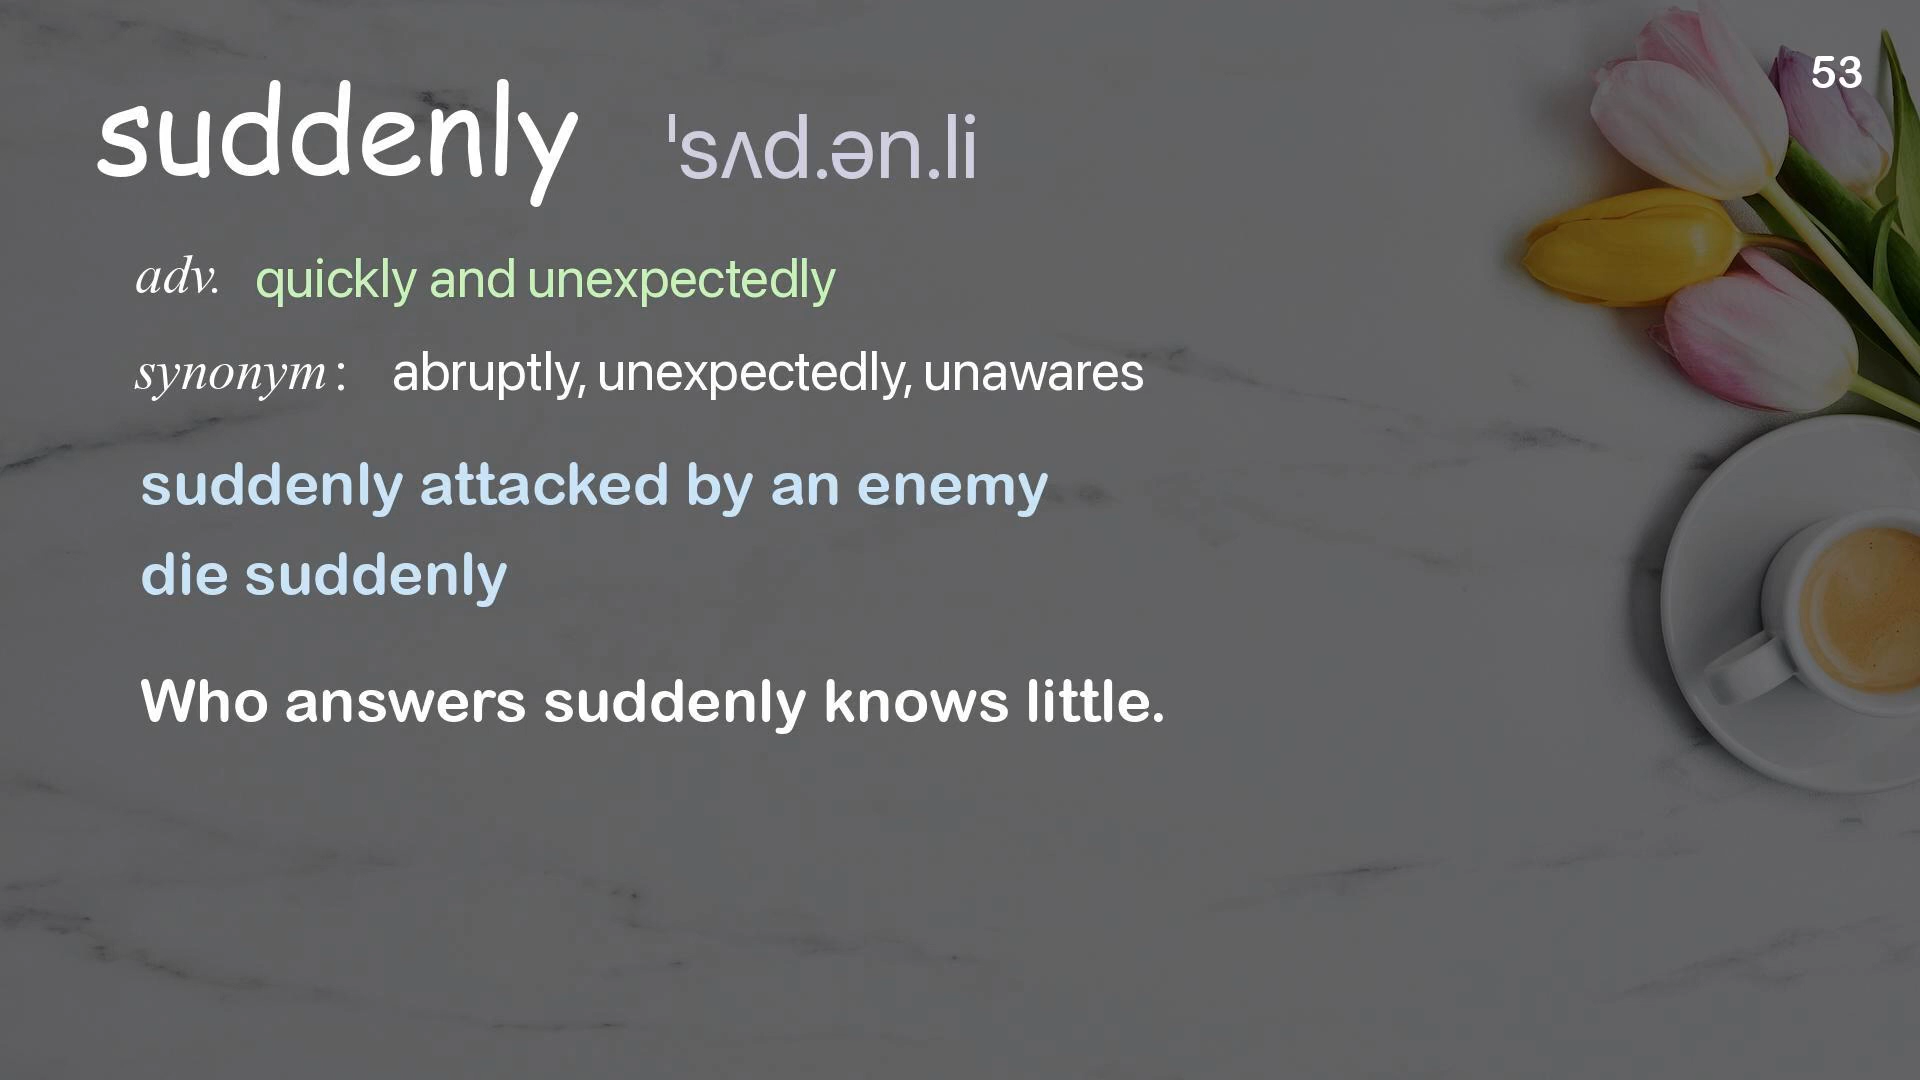 53
suddenly ˈsʌd.ən.li
adv. quickly and unexpectedly
synonym: abruptly, unexpectedly, unawares
suddenly attacked by an enemy
die suddenly
Who answers suddenly knows little.